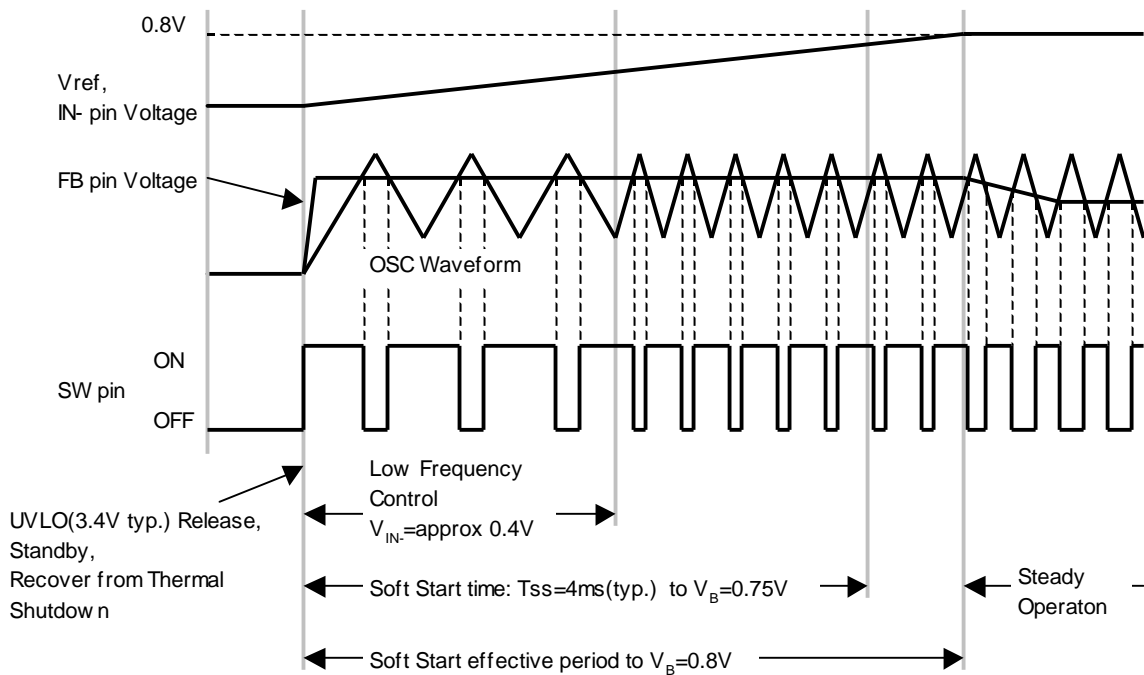 0.8V
Vref,
IN- pin Voltage
FB pin Voltage
OSC Waveform
ON
SW pin
OFF
Low Frequency
Control
V_IN-=approx 0.4V
UVLO(3.4V typ.) Release,
Standby,
Recover from Thermal
Shutdown
Soft Start time: Tss=4ms(typ.) to V_B=0.75V
Steady
Operaton
Soft Start effective period to V_B=0.8V